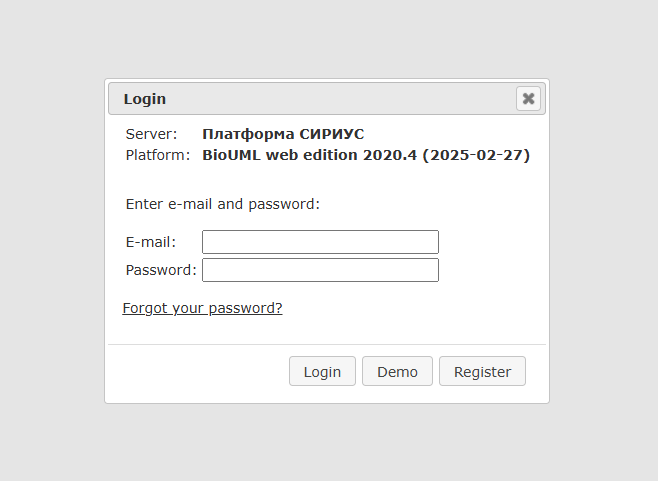 Login
Server: Платформа СИРИУС
Platform: BioUML web edition 2020.4 (2025-02-27)
Enter e-mail and password:
E-mail:
Password:
Forgot your password?
Login Demo Register